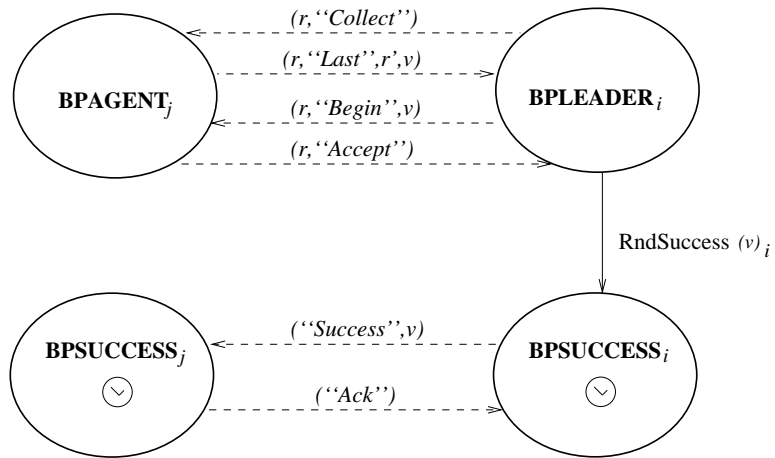 (r,‘‘Collect’’)
(r,‘‘Last’’,r’,v)
BPAGENTj
BPLEADERi
(r,‘‘Begin’’,v)
(r,‘‘Accept’’)
RndSuccess (v)i
(‘‘Success’’,v)
BPSUCCESSj
BPSUCCESSi
(‘‘Ack’’)